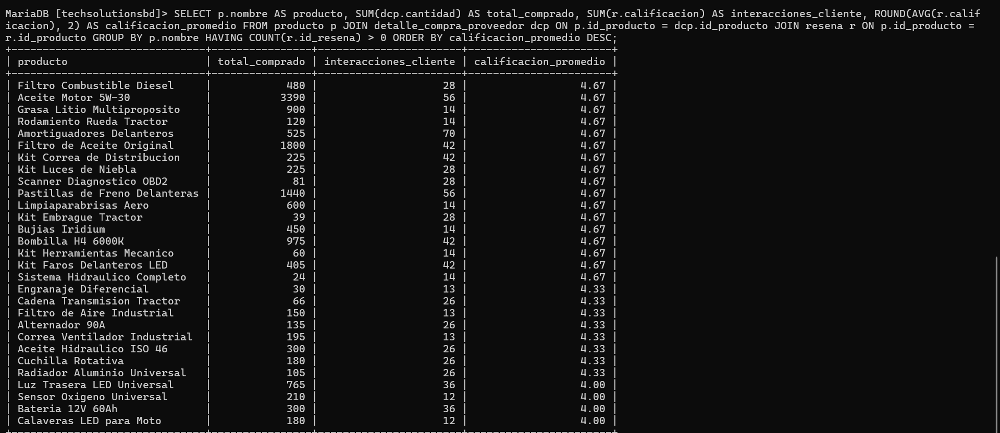 MariaDB [techsolutionsbd]> SELECT p.nombre AS producto, SUM(dcp.cantidad) AS total_comprado, SUM(r.calificacion) AS interacciones_cliente, ROUND(AVG(r.calif
icacion), 2) AS calificacion_promedio FROM producto p JOIN detalle_compra_proveedor dcp ON p.id_producto = dcp.id_producto JOIN resena r ON p.id_producto =
r.id_producto GROUP BY p.nombre HAVING COUNT(r.id_resena) > 0 ORDER BY calificacion_promedio DESC;
+-------------------------------+----------------+-----------------------+-----------------------+
| producto                      | total_comprado | interacciones_cliente | calificacion_promedio |
+-------------------------------+----------------+-----------------------+-----------------------+
| Filtro Combustible Diesel     |            480 |                    28 |                  4.67 |
| Aceite Motor 5W-30            |           3390 |                    56 |                  4.67 |
| Grasa Litio Multiproposito    |            900 |                    14 |                  4.67 |
| Rodamiento Rueda Tractor      |            120 |                    14 |                  4.67 |
| Amortiguadores Delanteros     |            525 |                    70 |                  4.67 |
| Filtro de Aceite Original     |           1800 |                    42 |                  4.67 |
| Kit Correa de Distribucion    |            225 |                    42 |                  4.67 |
| Kit Luces de Niebla           |            225 |                    28 |                  4.67 |
| Scanner Diagnostico OBD2      |             81 |                    28 |                  4.67 |
| Pastillas de Freno Delanteras |           1440 |                    56 |                  4.67 |
| Limpiaparabrisas Aero         |            600 |                    14 |                  4.67 |
| Kit Embrague Tractor          |             39 |                    28 |                  4.67 |
| Bujias Iridium                |            450 |                    14 |                  4.67 |
| Bombilla H4 6000K             |            975 |                    42 |                  4.67 |
| Kit Herramientas Mecanico     |             60 |                    14 |                  4.67 |
| Kit Faros Delanteros LED      |            405 |                    42 |                  4.67 |
| Sistema Hidraulico Completo   |             24 |                    14 |                  4.67 |
| Engranaje Diferencial         |             30 |                    13 |                  4.33 |
| Cadena Transmision Tractor    |             66 |                    26 |                  4.33 |
| Filtro de Aire Industrial     |            150 |                    13 |                  4.33 |
| Alternador 90A                |            135 |                    26 |                  4.33 |
| Correa Ventilador Industrial  |            195 |                    13 |                  4.33 |
| Aceite Hidraulico ISO 46      |            300 |                    26 |                  4.33 |
| Cuchilla Rotativa             |            180 |                    26 |                  4.33 |
| Radiador Aluminio Universal   |            105 |                    26 |                  4.33 |
| Luz Trasera LED Universal     |            765 |                    36 |                  4.00 |
| Sensor Oxigeno Universal      |            210 |                    12 |                  4.00 |
| Bateria 12V 60Ah              |            300 |                    36 |                  4.00 |
| Calaveras LED para Moto       |            180 |                    12 |                  4.00 |
+-------------------------------+----------------+-----------------------+-----------------------+